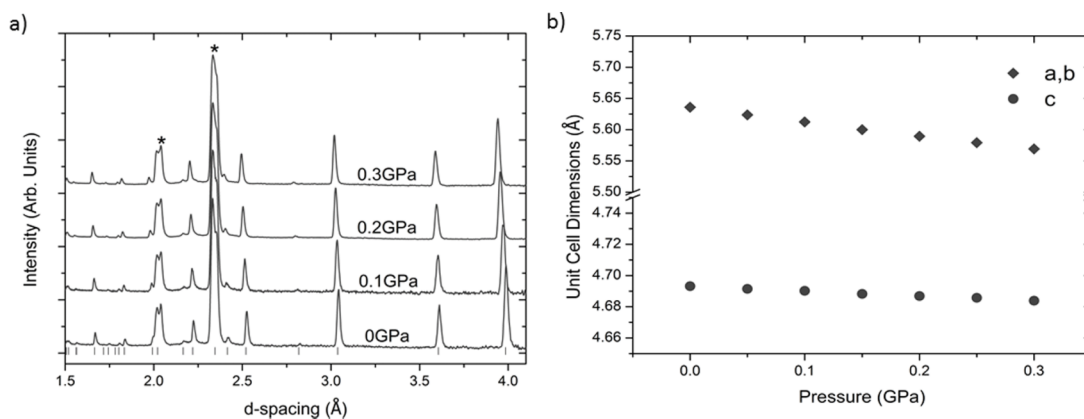 a)
*
*
0.3GPa
0.2GPa
0.1GPa
0GPa
Intensity (Arb. Units)
1.5 2.0 2.5 3.0 3.5 4.0
d-spacing (Å)
b)
5.75
5.70
5.65
5.60
5.55
5.50
4.74
4.72
4.70
4.68
4.66
Unit Cell Dimensions (Å)
a,b
c
0.0 0.1 0.2 0.3
Pressure (GPa)